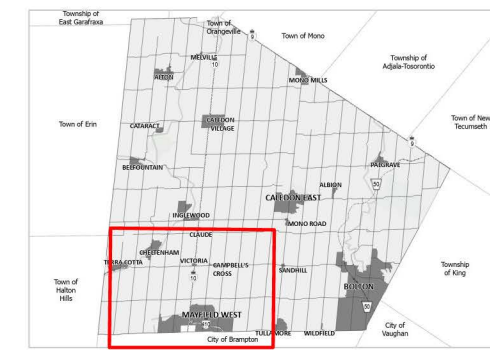 Township of
East Garafraxa
Town of
Orangeville
9
Town of Mono
MELVILLE
10
Township of
Adjala-Tosorontio
ALTON
MONO MILLS
Town of Erin
CATARACT
CALEDON
VILLAGE
Town of New
Tecumseth
9
BELFOUNTAIN
PALGRAVE
ALBION
50
CALEDON EAST
INGLEWOOD
MONO ROAD
CLAUDE
CHELTENHAM
TERRA COTTA
VICTORIA
CAMPBELL'S
CROSS
10
SANDHILL
Township
of King
Town of
Halton
Hills
BOLTON
50
MAYFIELD WEST
410
TULLAMORE
WILDFIELD
City of
Vaughan
City of Brampton